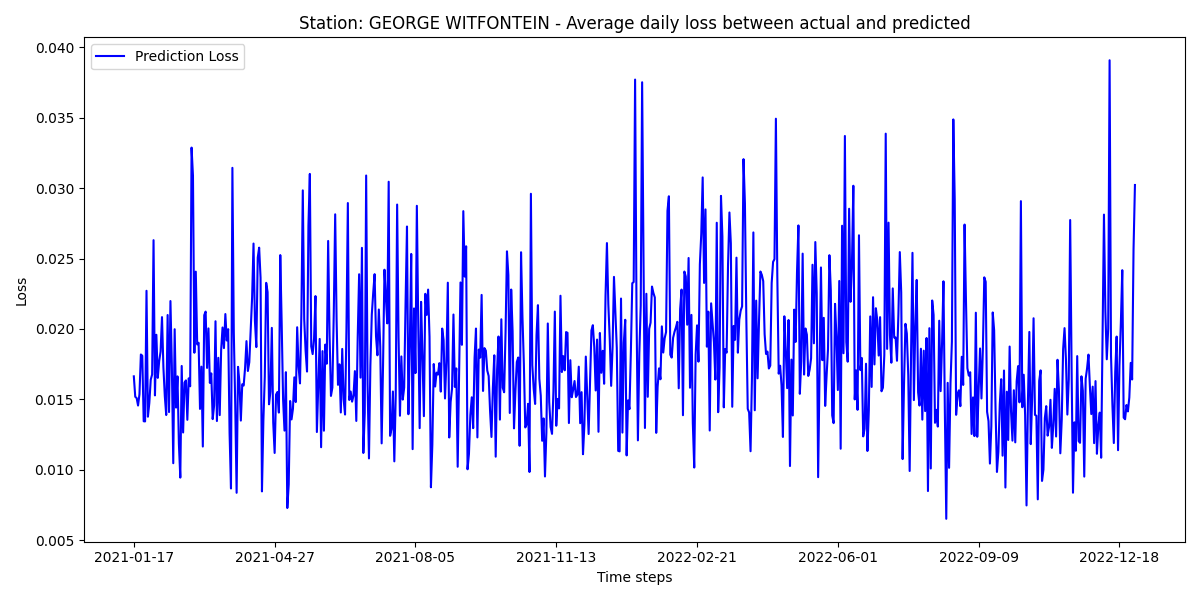 Station: GEORGE WITFONTEIN - Average daily loss between actual and predicted
Prediction Loss
Loss
0.040
0.035
0.030
0.025
0.020
0.015
0.010
0.005
2021-01-17 2021-04-27 2021-08-05 2021-11-13 2022-02-21 2022-06-01 2022-09-09 2022-12-18
Time steps